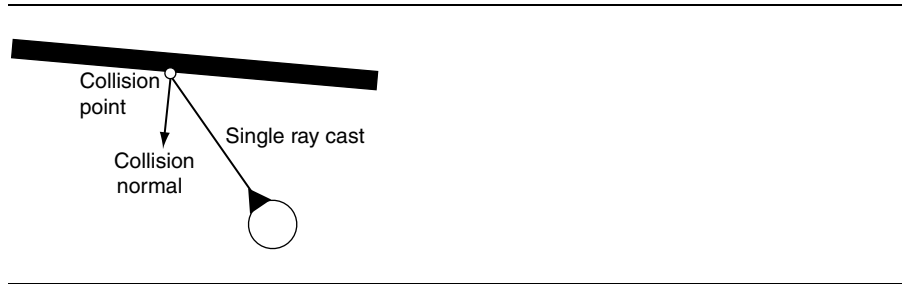 Collision
point
Single ray cast
Collision
normal